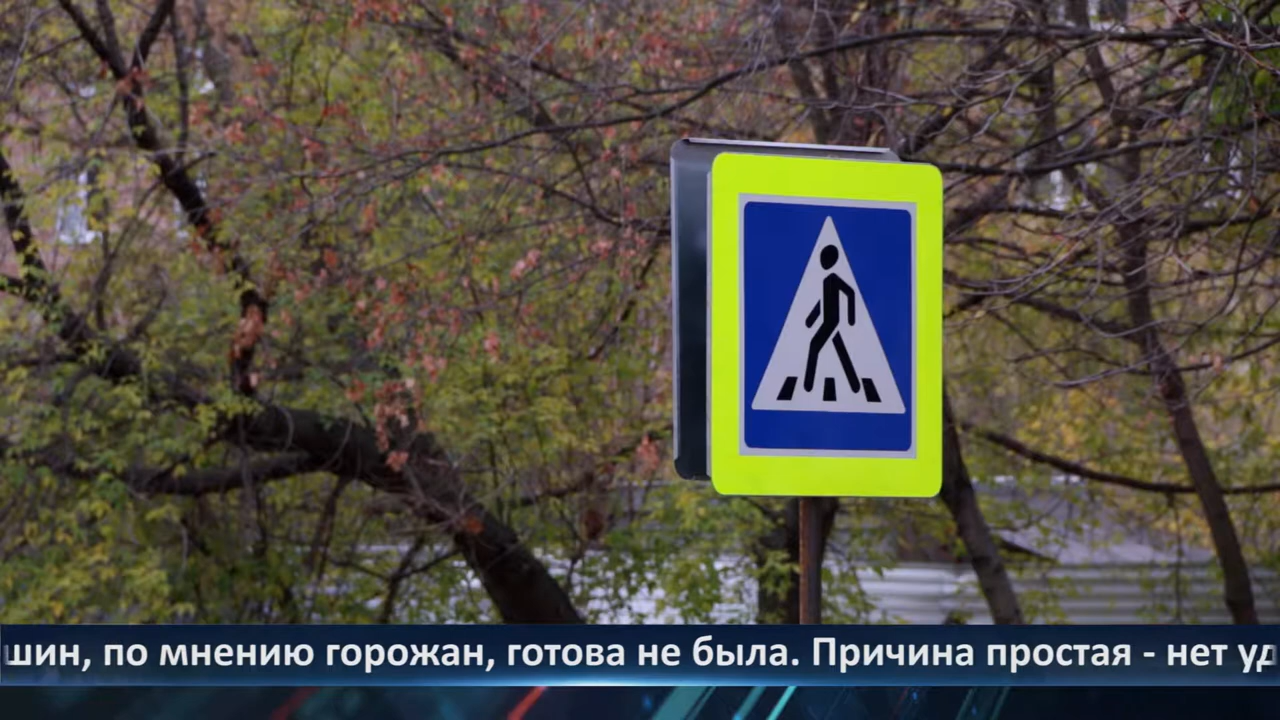 шин, по мнению горожан, готова не была. Причина простая - нет уд